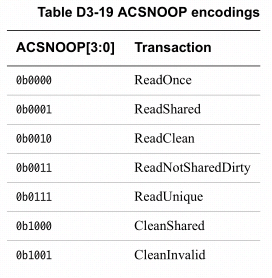 Table D3-19 ACSNOOP encodings
ACSNOOP[3:0] Transaction
0b0000 ReadOnce
0b0001 ReadShared
0b0010 ReadClean
0b0011 ReadNotSharedDirty
0b0111 ReadUnique
0b1000 CleanShared
0b1001 CleanInvalid